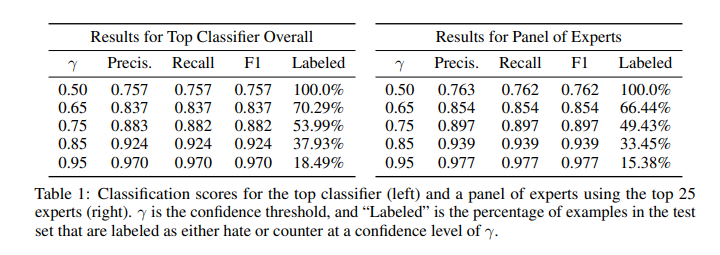 Results for Top Classifier Overall
γ Precis. Recall F1 Labeled
0.50 0.757 0.757 0.757 100.0%
0.65 0.837 0.837 0.837 70.29%
0.75 0.883 0.882 0.882 53.99%
0.85 0.924 0.924 0.924 37.93%
0.95 0.970 0.970 0.970 18.49%
Results for Panel of Experts
γ Precis. Recall F1 Labeled
0.50 0.763 0.762 0.762 100.0%
0.65 0.854 0.854 0.854 66.44%
0.75 0.897 0.897 0.897 49.43%
0.85 0.939 0.939 0.939 33.45%
0.95 0.977 0.977 0.977 15.38%
Table 1: Classification scores for the top classifier (left) and a panel of experts using the top 25
experts (right). γ is the confidence threshold, and “Labeled” is the percentage of examples in the test
set that are labeled as either hate or counter at a confidence level of γ.